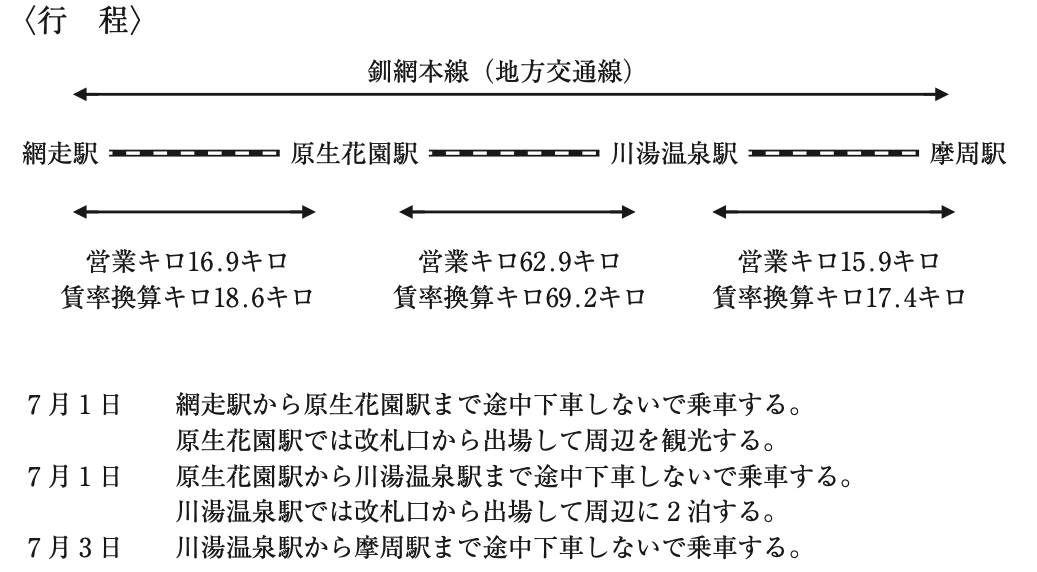 〈行　程〉
釧網本線（地方交通線）
網走駅　原生花園駅　川湯温泉駅　摩周駅
営業キロ16.9キロ　営業キロ62.9キロ　営業キロ15.9キロ
賃率換算キロ18.6キロ　賃率換算キロ69.2キロ　賃率換算キロ17.4キロ
７月１日　網走駅から原生花園駅まで途中下車しないで乗車する。
原生花園駅では改札口から出場して周辺を観光する。
７月１日　原生花園駅から川湯温泉駅まで途中下車しないで乗車する。
川湯温泉駅では改札口から出場して周辺に２泊する。
７月３日　川湯温泉駅から摩周駅まで途中下車しないで乗車する。